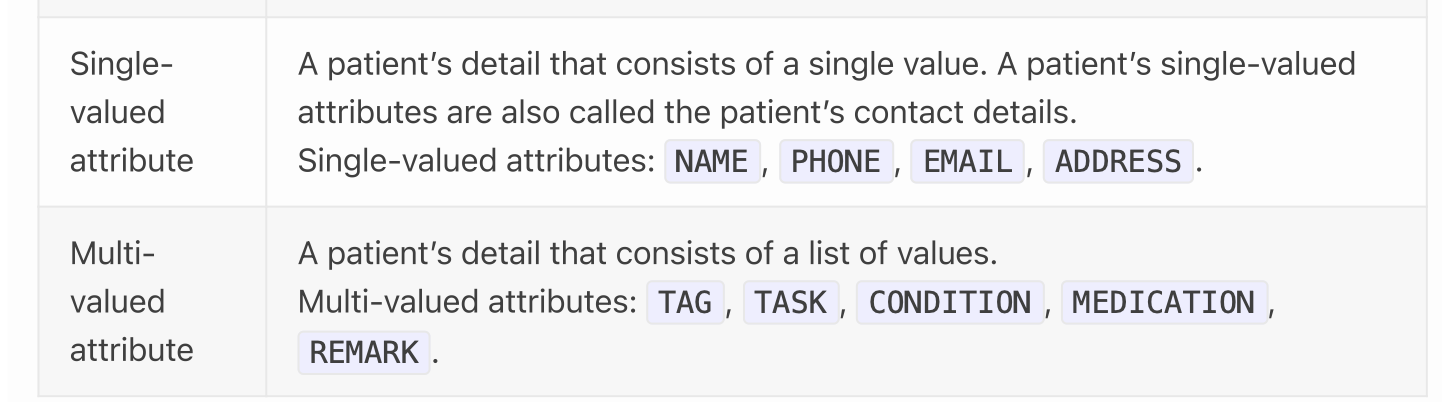 Single-
valued
attribute
A patient’s detail that consists of a single value. A patient’s single-valued
attributes are also called the patient’s contact details.
Single-valued attributes: NAME, PHONE, EMAIL, ADDRESS.
Multi-
valued
attribute
A patient’s detail that consists of a list of values.
Multi-valued attributes: TAG, TASK, CONDITION, MEDICATION,
REMARK.